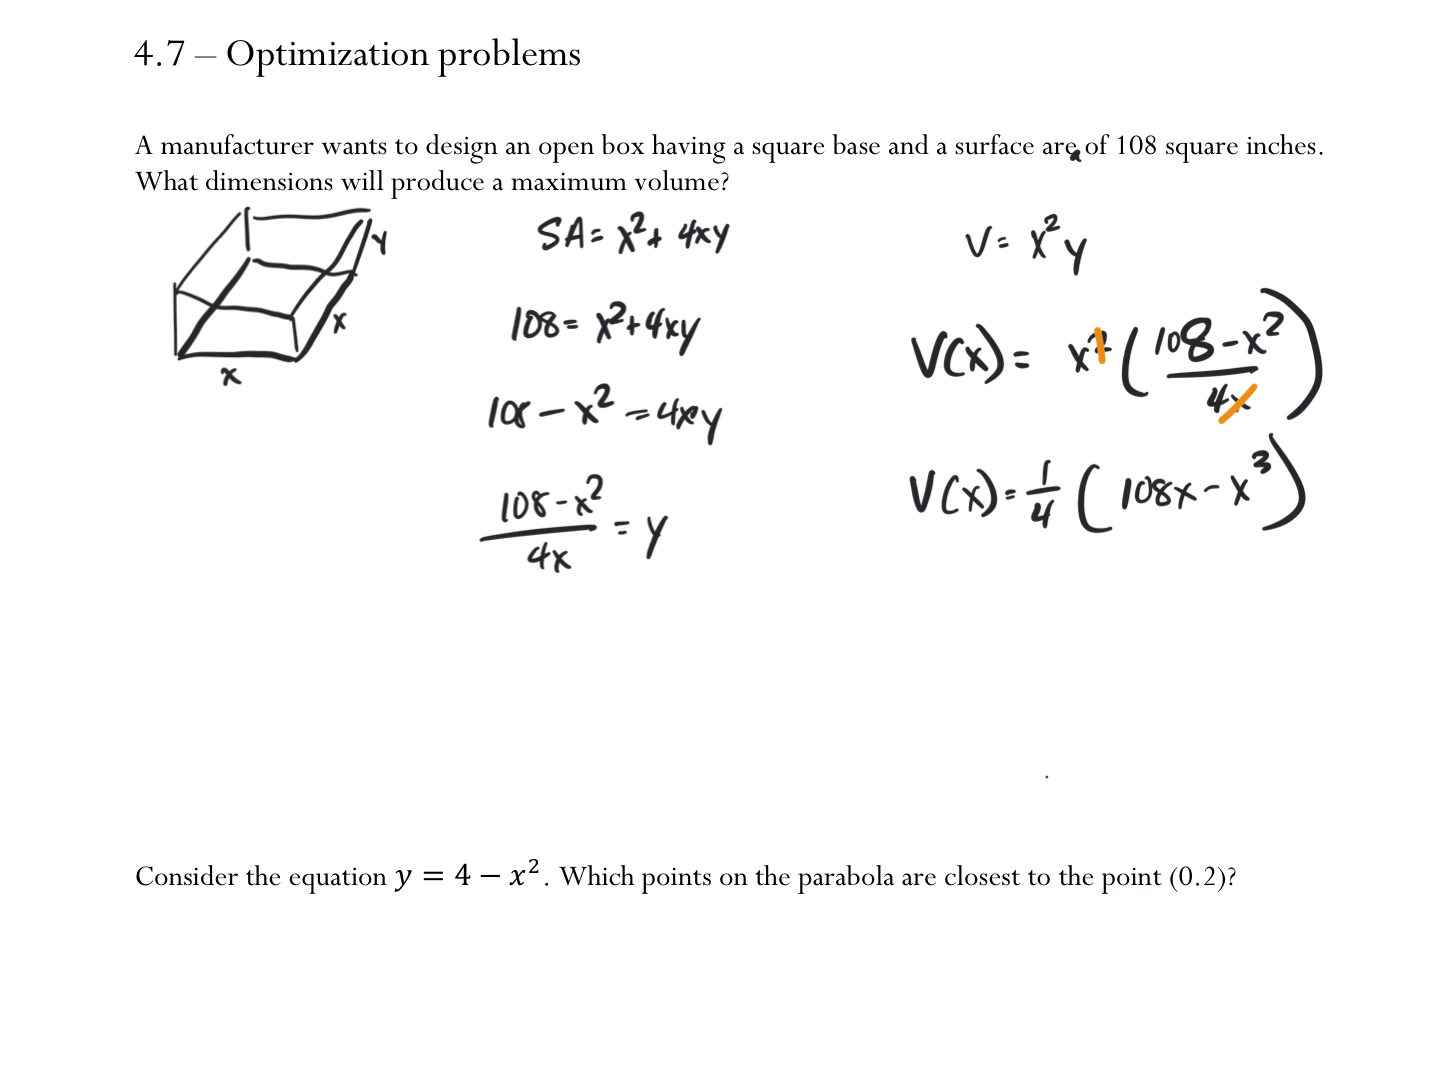 4.7 – Optimization problems
A manufacturer wants to design an open box having a square base and a surface area of 108 square inches.
What dimensions will produce a maximum volume?
y
x
x
SA = x² + 4xy
108 = x² + 4xy
108 – x² = 4xy
(108 - x²)/(4x) = y
V = x²y
V(x) = x² ( (108 - x²)/(4x) )
V(x) = 1/4 ( 108x - x³ )
Consider the equation y = 4 − x². Which points on the parabola are closest to the point (0.2)?